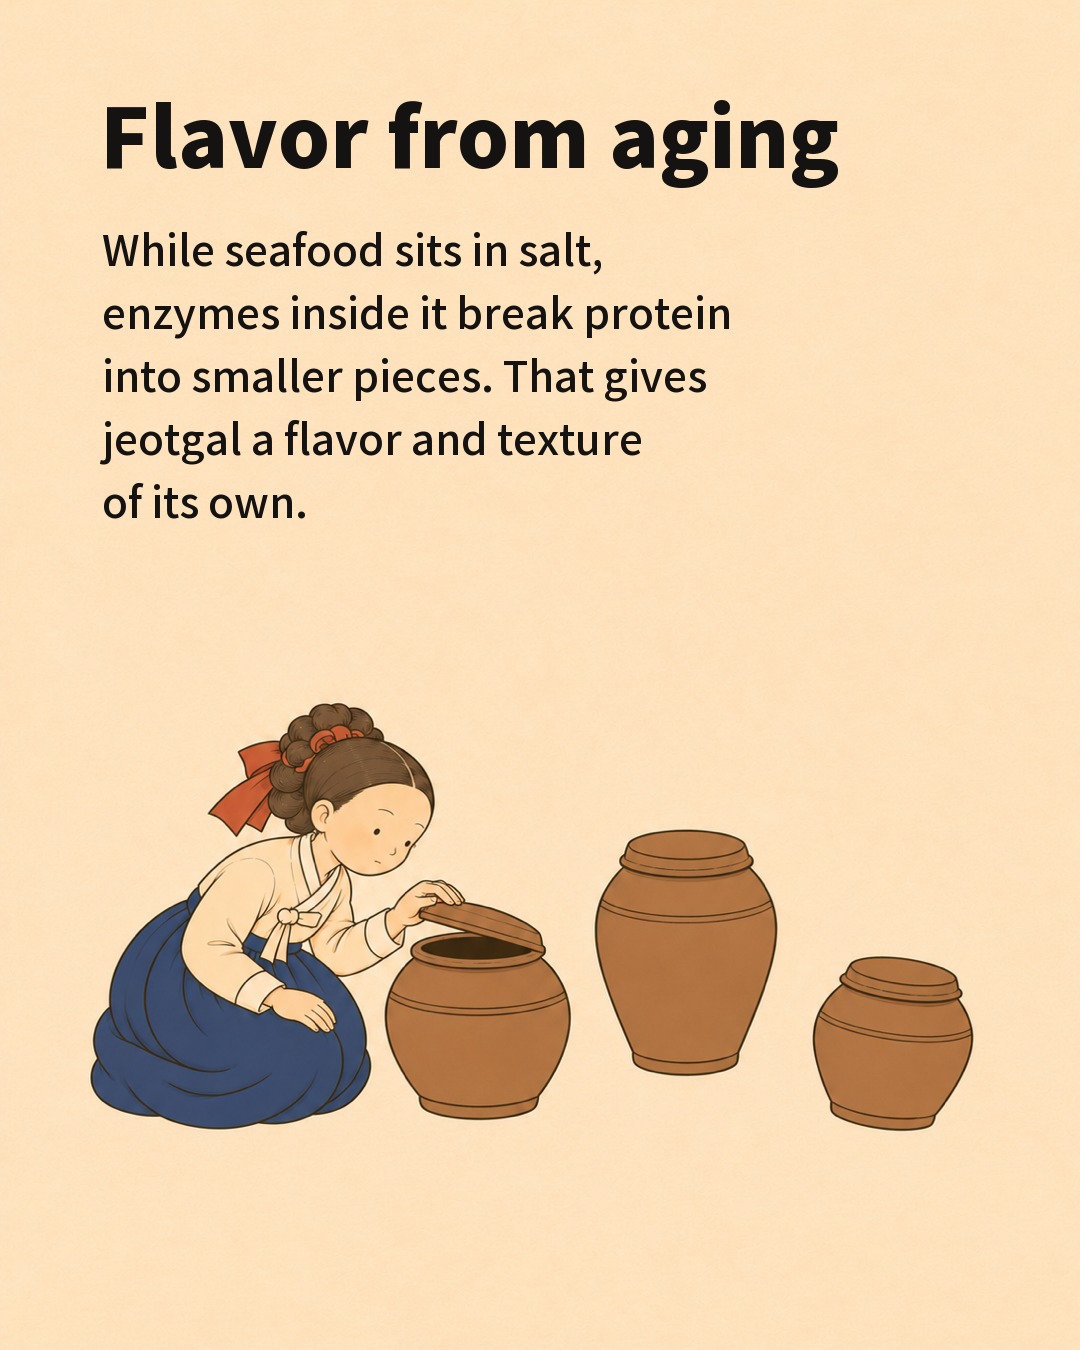 Flavor from aging
While seafood sits in salt,
enzymes inside it break protein
into smaller pieces. That gives
jeotgal a flavor and texture
of its own.